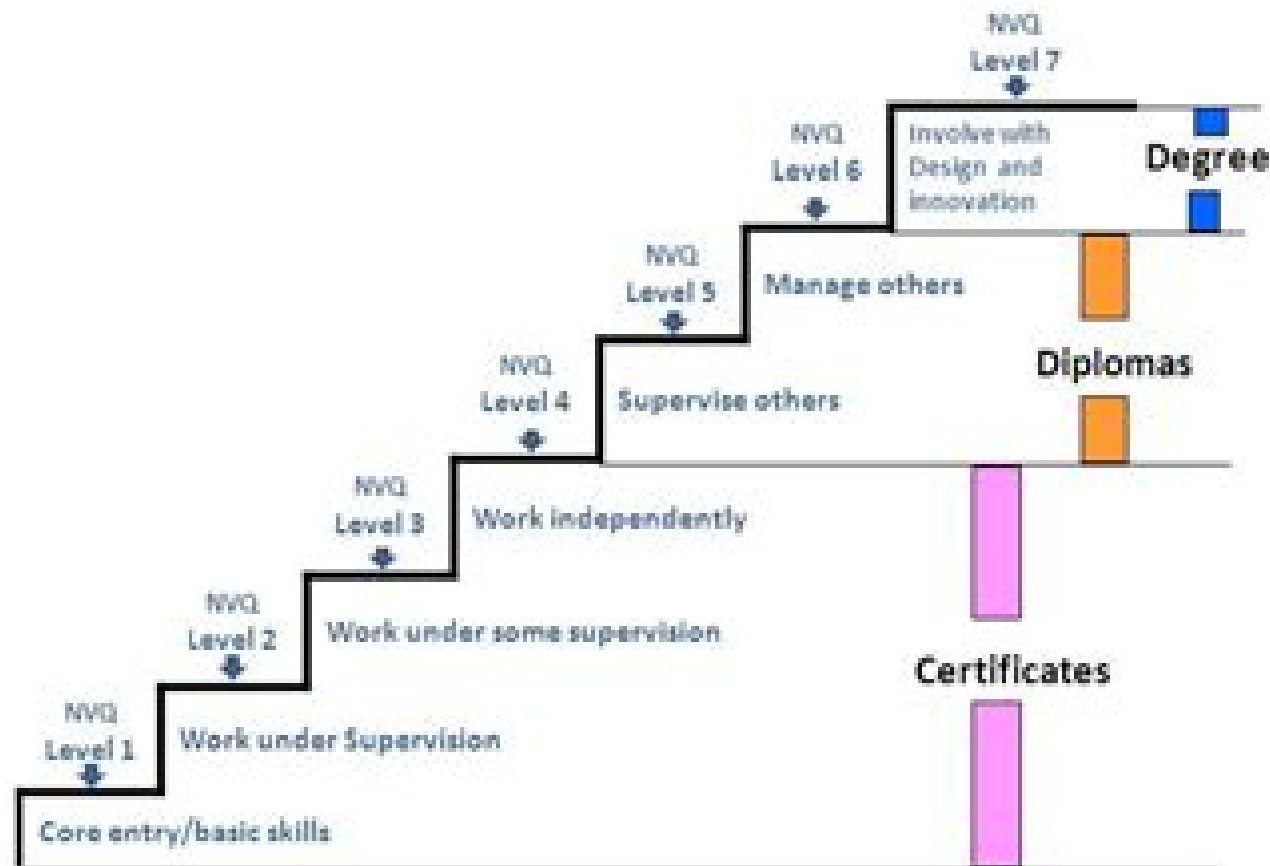 NVQ
Level 7
Involve with
Design and
innovation
Degree
NVQ
Level 6
Manage others
NVQ
Level 5
Diplomas
Supervise others
NVQ
Level 4
Work independently
NVQ
Level 3
Work under some supervision
Certificates
NVQ
Level 2
Work under Supervision
NVQ
Level 1
Core entry/basic skills